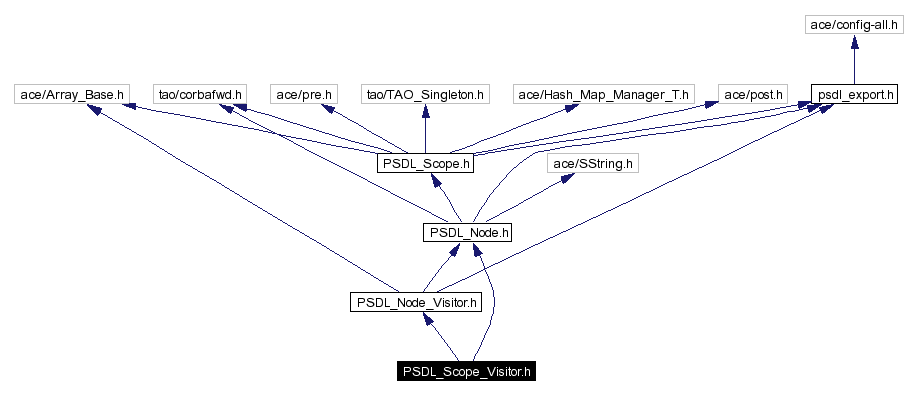 ace/config-all.h
ace/Array_Base.h
tao/corbafwd.h
ace/pre.h
tao/TAO_Singleton.h
ace/Hash_Map_Manager_T.h
ace/post.h
psdl_export.h
PSDL_Scope.h
ace/SString.h
PSDL_Node.h
PSDL_Node_Visitor.h
PSDL_Scope_Visitor.h